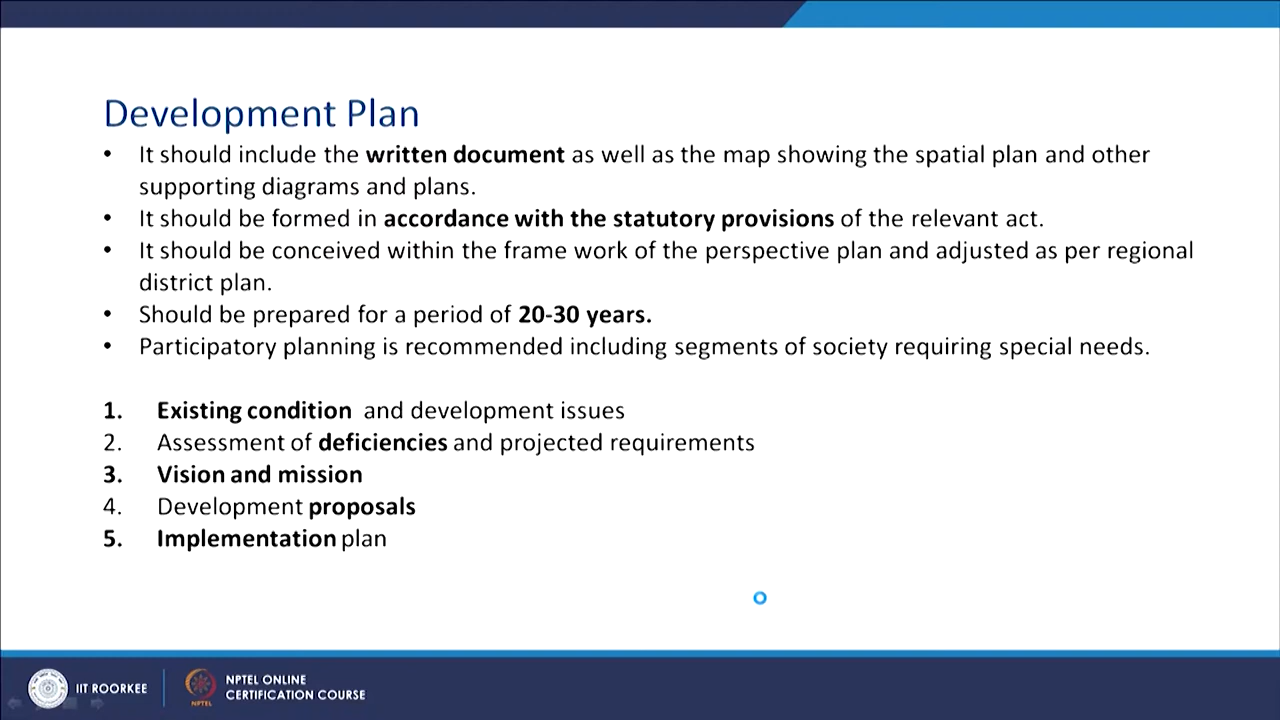 Development Plan
• It should include the written document as well as the map showing the spatial plan and other
supporting diagrams and plans.
• It should be formed in accordance with the statutory provisions of the relevant act.
• It should be conceived within the frame work of the perspective plan and adjusted as per regional
district plan.
• Should be prepared for a period of 20-30 years.
• Participatory planning is recommended including segments of society requiring special needs.
1. Existing condition and development issues
2. Assessment of deficiencies and projected requirements
3. Vision and mission
4. Development proposals
5. Implementation plan
IIT ROORKEE
NPTEL
NPTEL ONLINE
CERTIFICATION COURSE